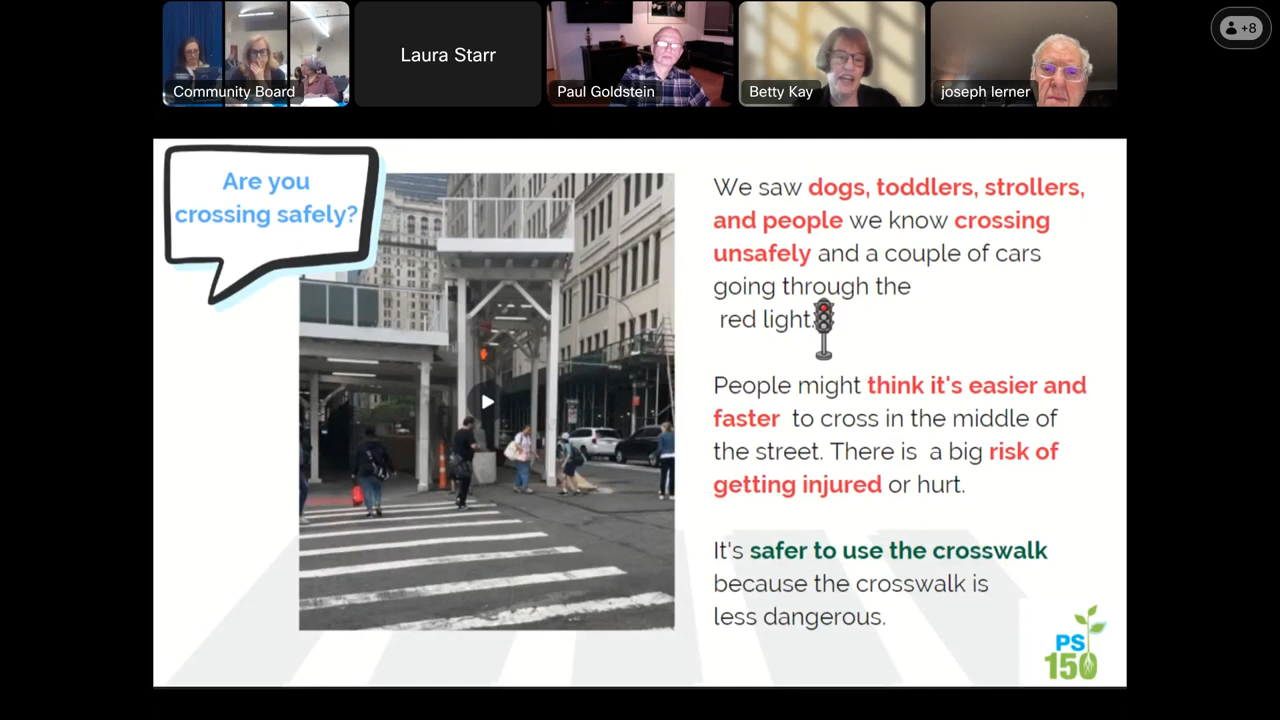 Community Board
Laura Starr
Paul Goldstein
Betty Kay
joseph lerner
+8
Are you
crossing safely?
We saw dogs, toddlers, strollers,
and people we know crossing
unsafely and a couple of cars
going through the
red light.
People might think it's easier and
faster to cross in the middle of
the street. There is a big risk of
getting injured or hurt.
It's safer to use the crosswalk
because the crosswalk is
less dangerous.
PS
150